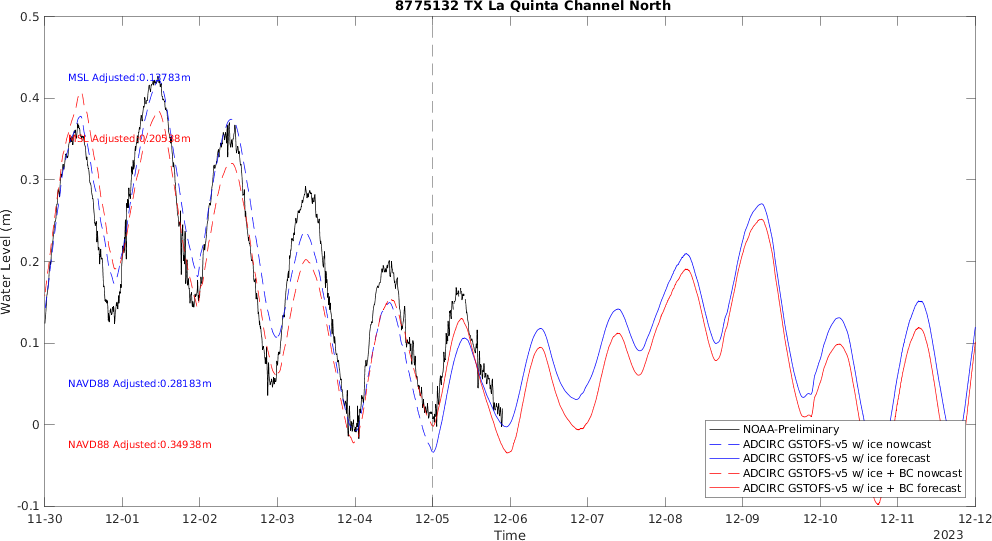 8775132 TX La Quinta Channel North
0.5
0.4
0.3
0.2
0.1
0
-0.1
Water Level (m)
MSL Adjusted:0.13783m
MSL Adjusted:0.20538m
NAVD88 Adjusted:0.28183m
NAVD88 Adjusted:0.34938m
NOAA-Preliminary
ADCIRC GSTOFS-v5 w/ ice nowcast
ADCIRC GSTOFS-v5 w/ ice forecast
ADCIRC GSTOFS-v5 w/ ice + BC nowcast
ADCIRC GSTOFS-v5 w/ ice + BC forecast
11-30 12-01 12-02 12-03 12-04 12-05 12-06 12-07 12-08 12-09 12-10 12-11 12-12
Time
2023